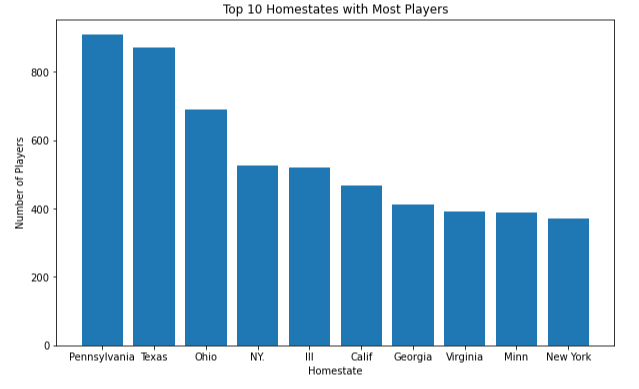 Top 10 Homestates with Most Players
Number of Players
800
600
400
200
0
Pennsylvania Texas Ohio NY. Ill Calif Georgia Virginia Minn New York
Homestate